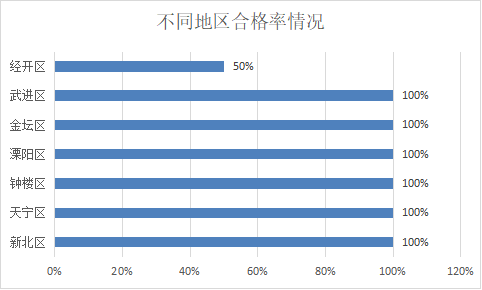 不同地区合格率情况
经开区 50%
武进区 100%
金坛区 100%
溧阳区 100%
钟楼区 100%
天宁区 100%
新北区 100%
0% 20% 40% 60% 80% 100% 120%